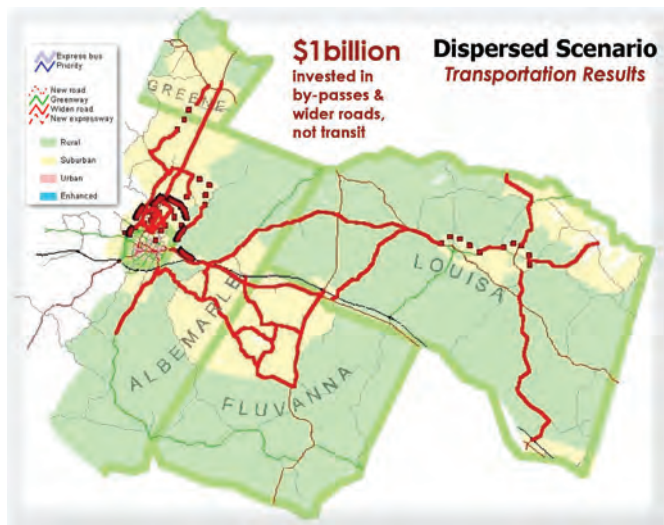 Express bus
Priority
New road
Greenway
Widen road
New expressway
Rural
Suburban
Urban
Enhanced
$1billion
invested in
by-passes &
wider roads,
not transit
Dispersed Scenario
Transportation Results
GREENE
LOUISA
ALBEMARLE
FLUVANNA